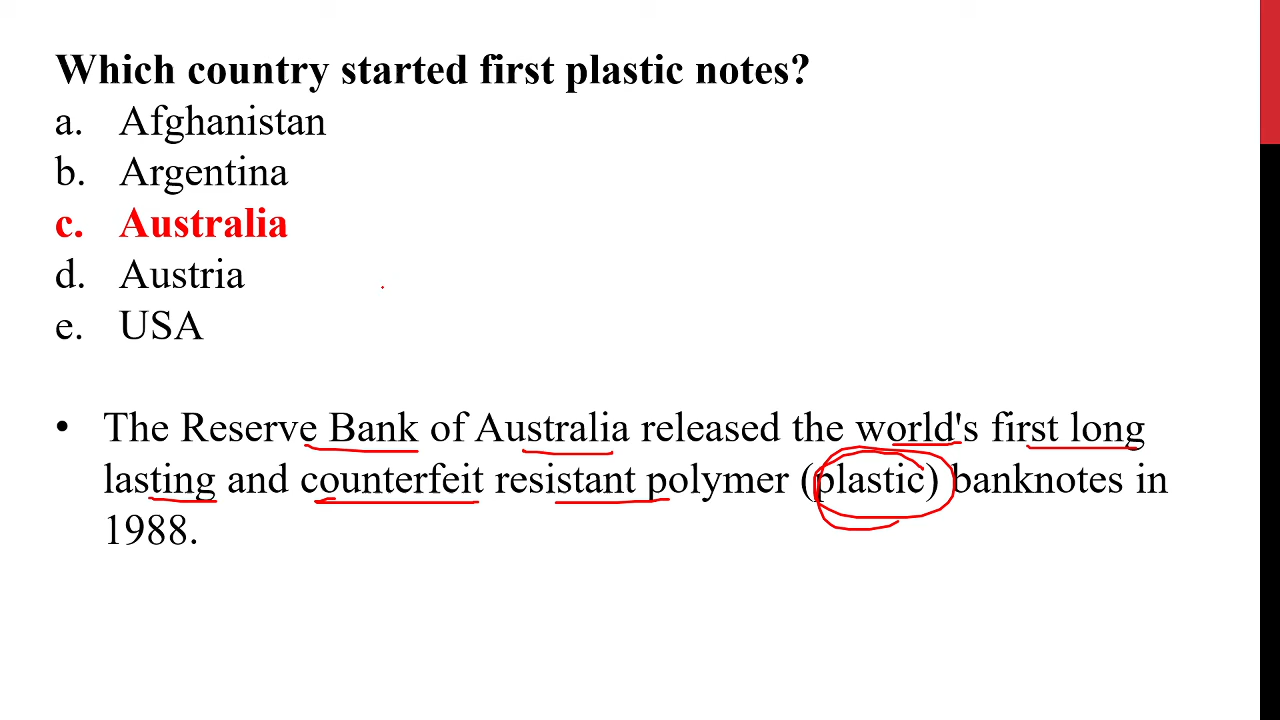 Which country started first plastic notes?
a. Afghanistan
b. Argentina
c. Australia
d. Austria
e. USA
• The Reserve Bank of Australia released the world's first long
lasting and counterfeit resistant polymer (plastic) banknotes in
1988.